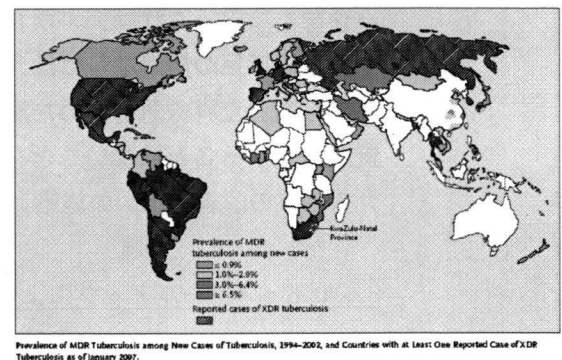 KwaZulu-Natal
Province
Prevalence of MDR
tuberculosis among new cases
≤ 0.9%
1.0%–2.9%
3.0%–6.4%
≥ 6.5%
Reported cases of XDR tuberculosis
Prevalence of MDR Tuberculosis among New Cases of Tuberculosis, 1994–2002, and Countries with at Least One Reported Case of XDR
Tuberculosis as of January 2007.